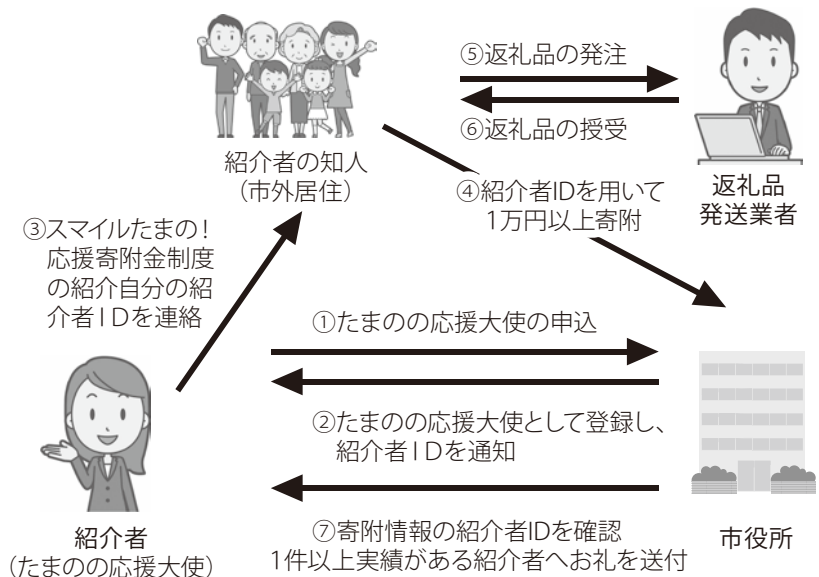 ⑤返礼品の発注
⑥返礼品の授受
紹介者の知人
（市外居住）
返礼品
発送業者
④紹介者IDを用いて
1万円以上寄附
③スマイルたまの！
応援寄附金制度
の紹介自分の紹
介者IDを連絡
①たまのの応援大使の申込
②たまのの応援大使として登録し、
紹介者IDを通知
⑦寄附情報の紹介者IDを確認
1件以上実績がある紹介者へお礼を送付
紹介者
（たまのの応援大使）
市役所